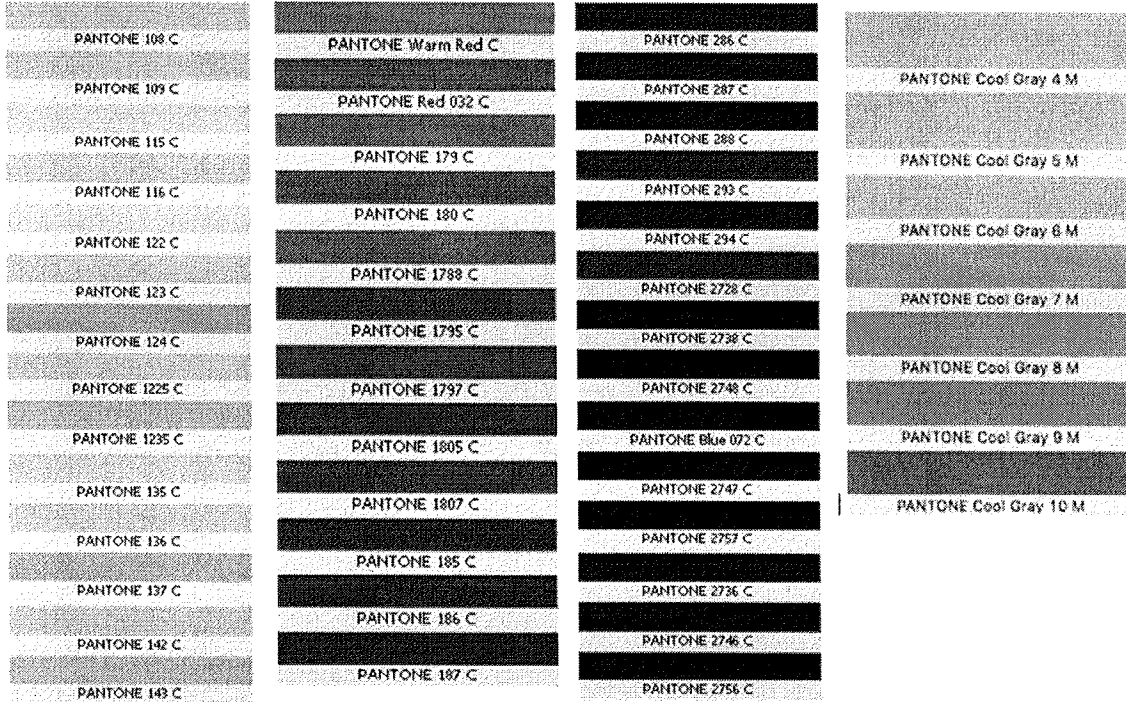 PANTONE 108 C
PANTONE 109 C
PANTONE 115 C
PANTONE 116 C
PANTONE 122 C
PANTONE 123 C
PANTONE 124 C
PANTONE 1225 C
PANTONE 1235 C
PANTONE 135 C
PANTONE 136 C
PANTONE 137 C
PANTONE 142 C
PANTONE 143 C
PANTONE Warm Red C
PANTONE Red 032 C
PANTONE 179 C
PANTONE 180 C
PANTONE 1788 C
PANTONE 1795 C
PANTONE 1797 C
PANTONE 1805 C
PANTONE 1807 C
PANTONE 185 C
PANTONE 186 C
PANTONE 187 C
PANTONE 286 C
PANTONE 287 C
PANTONE 288 C
PANTONE 293 C
PANTONE 294 C
PANTONE 2728 C
PANTONE 2738 C
PANTONE 2748 C
PANTONE Blue 072 C
PANTONE 2747 C
PANTONE 2757 C
PANTONE 2736 C
PANTONE 2746 C
PANTONE 2756 C
PANTONE Cool Gray 4 M
PANTONE Cool Gray 5 M
PANTONE Cool Gray 6 M
PANTONE Cool Gray 7 M
PANTONE Cool Gray 8 M
PANTONE Cool Gray 9 M
PANTONE Cool Gray 10 M